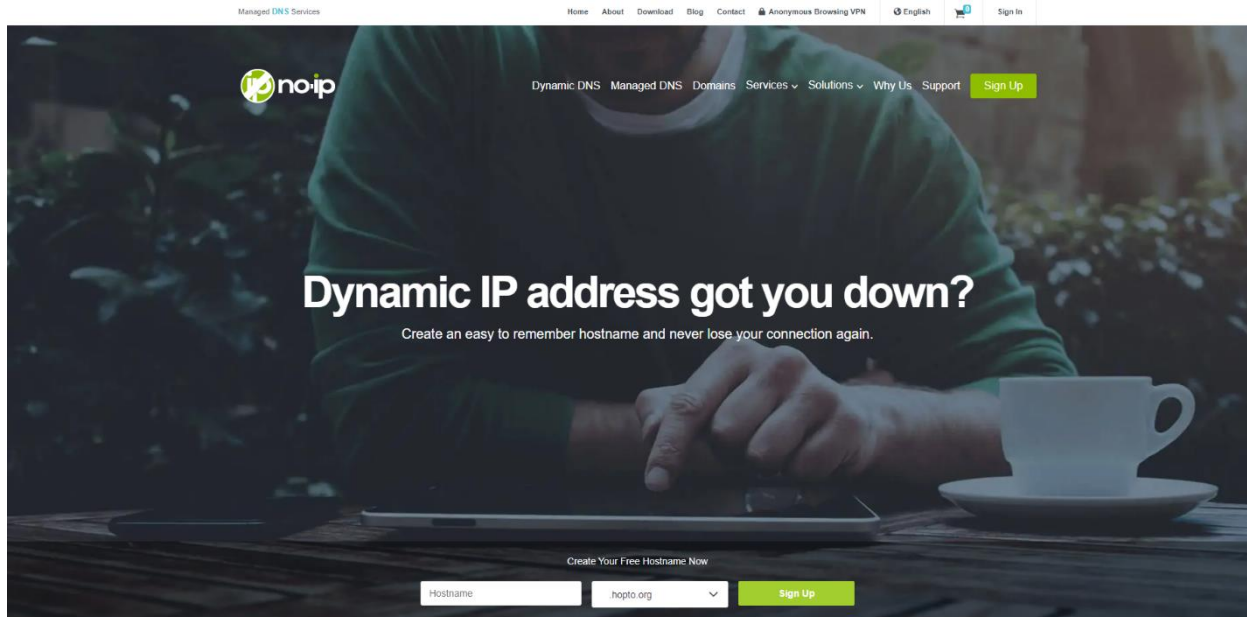 Managed DNS Services
Home About Download Blog Contact Anonymous Browsing VPN English 0 Sign In
no-ip
Dynamic DNS Managed DNS Domains Services Solutions Why Us Support Sign Up
Dynamic IP address got you down?
Create an easy to remember hostname and never lose your connection again.
Create Your Free Hostname Now
Hostname .hopto.org Sign Up